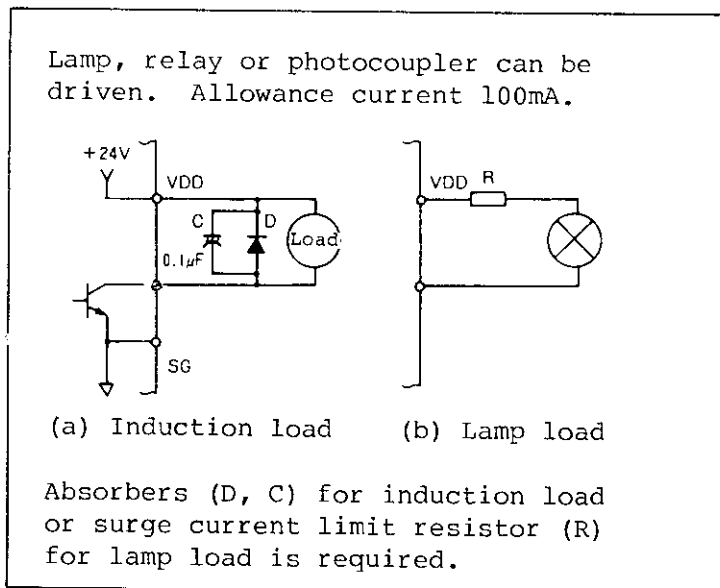 Lamp, relay or photocoupler can be
driven. Allowance current 100mA.
+24V
VDD
C
D
Load
0.1μF
SG
VDD
R
(a) Induction load
(b) Lamp load
Absorbers (D, C) for induction load
or surge current limit resistor (R)
for lamp load is required.